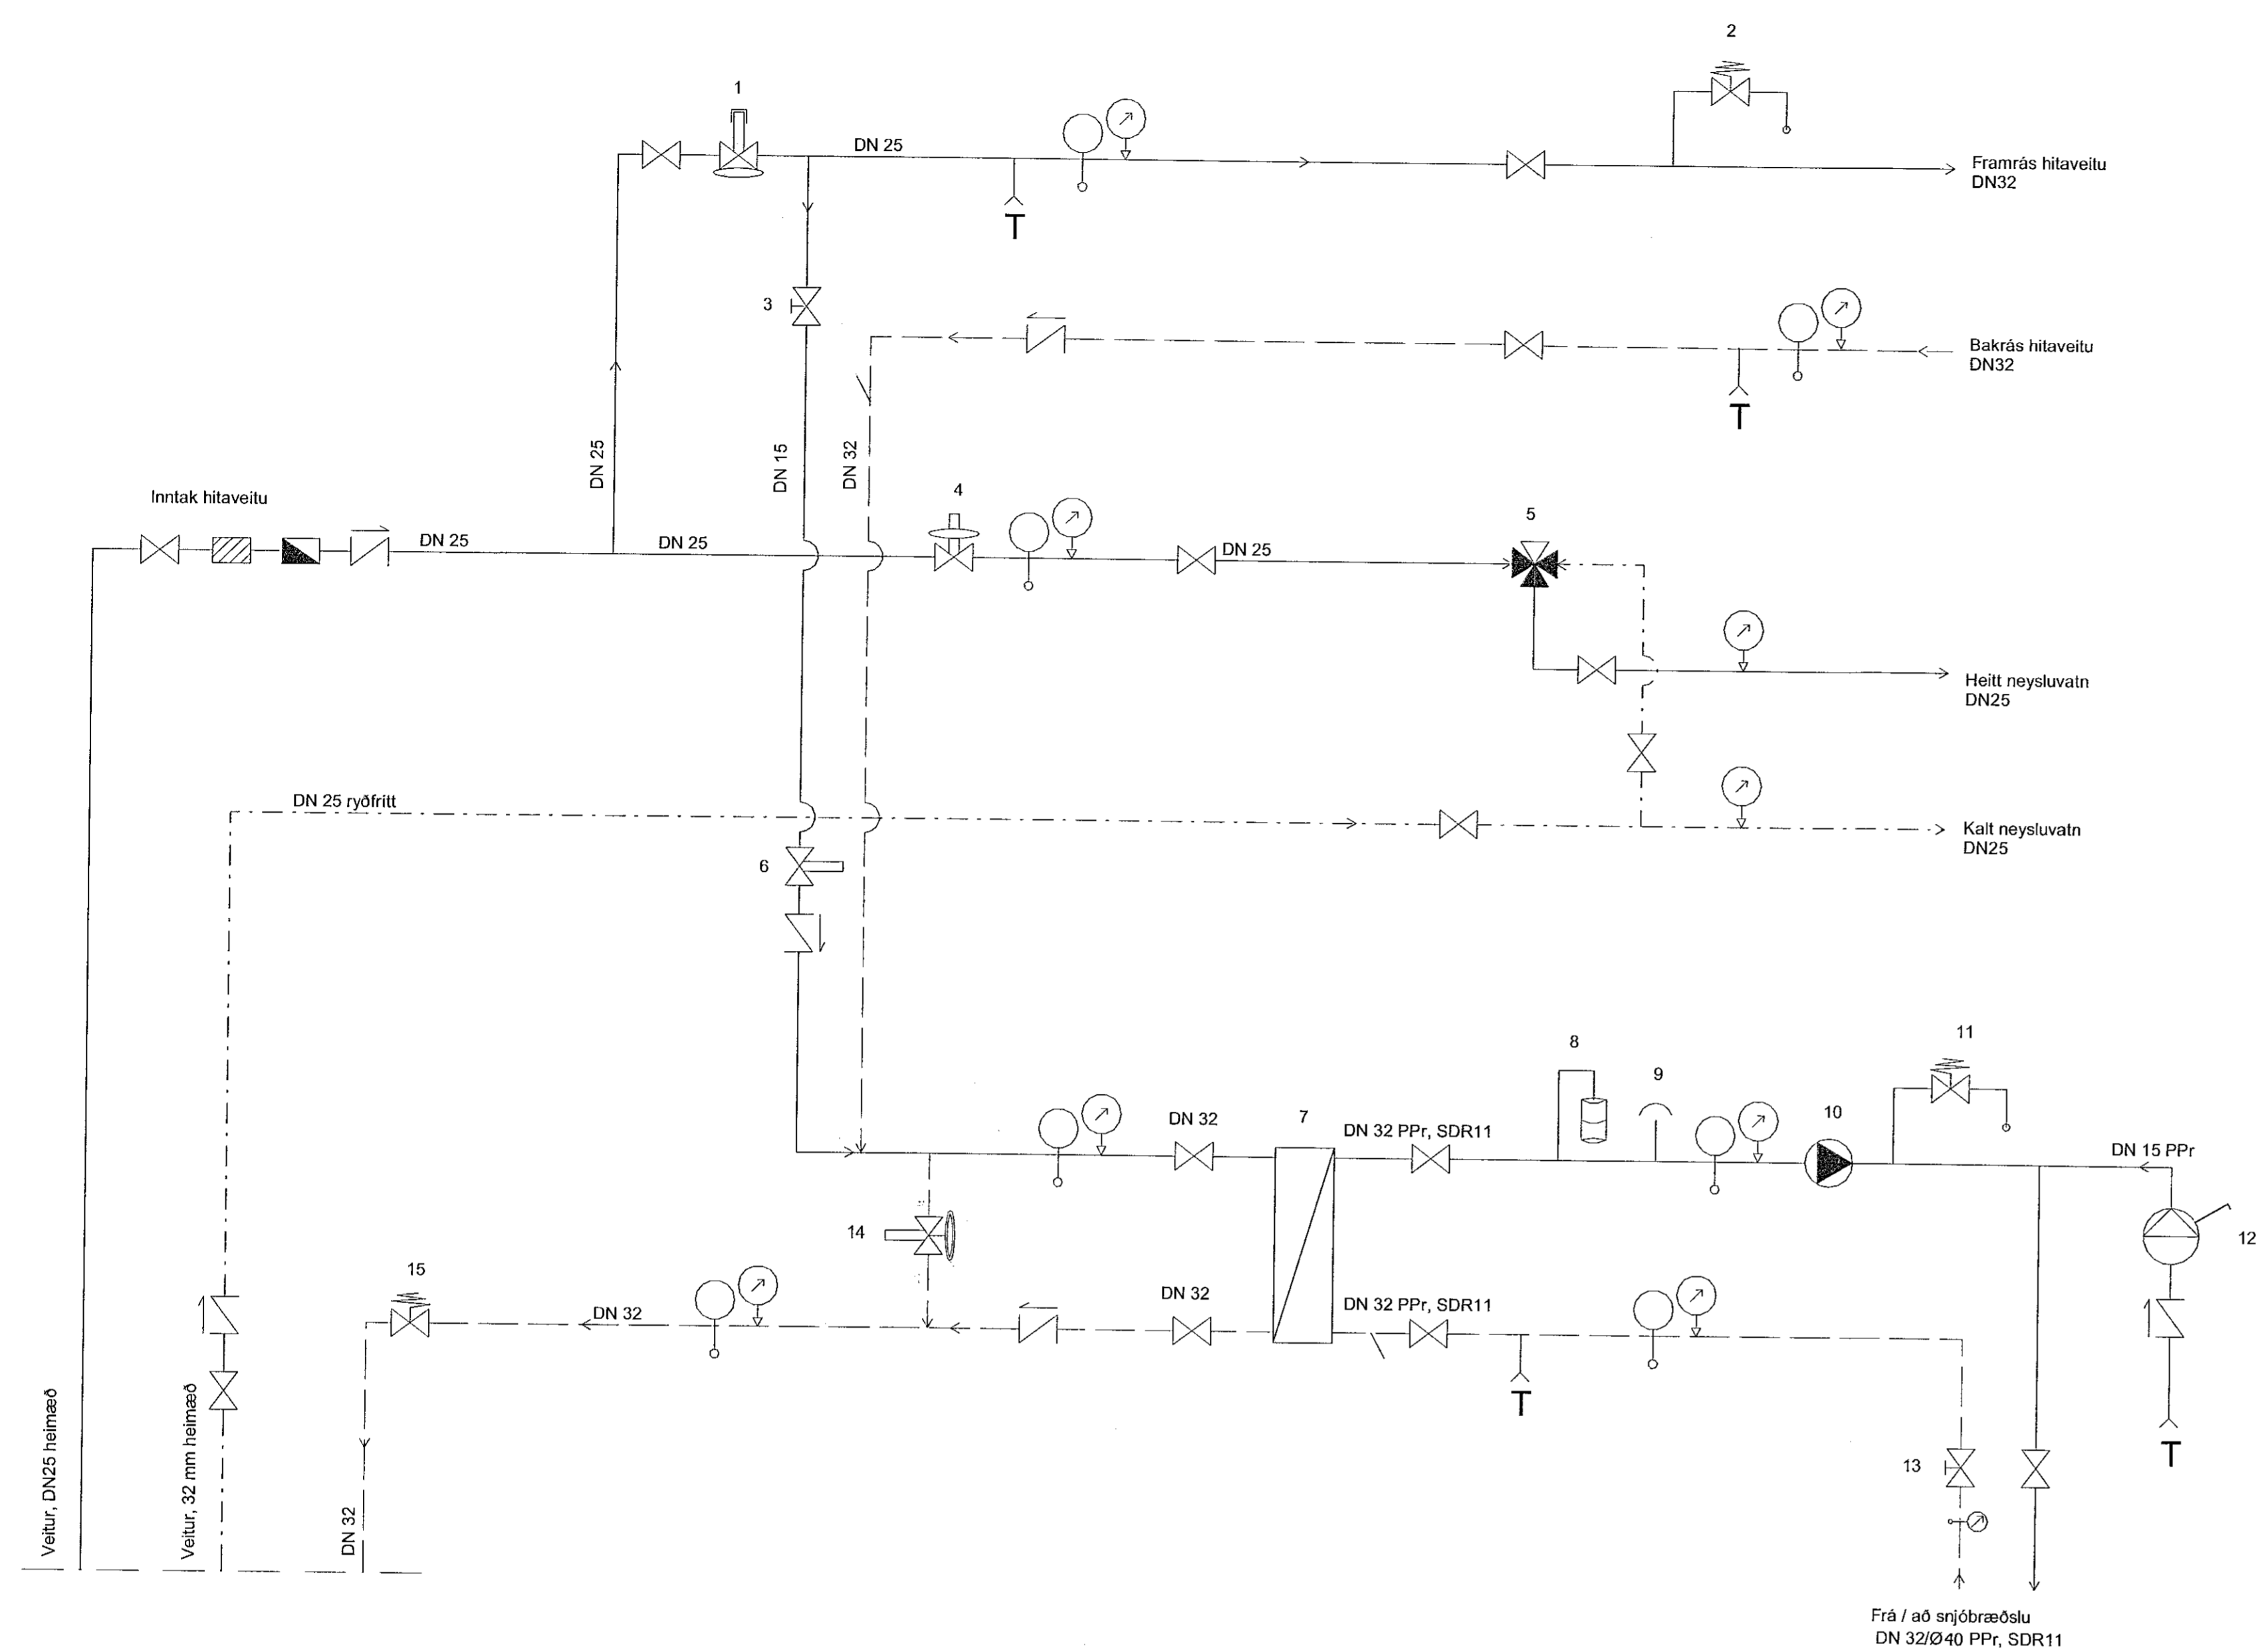 2
1
DN 25
Framrás hitaveitu
DN32
T
3
Bakrás hitaveitu
DN32
T
DN 25
DN 15
DN 32
Inntak hitaveitu
4
5
DN 25
DN 25
DN 25
Heitt neysluvatn
DN25
DN 25 ryðfritt
Kalt neysluvatn
DN25
6
11
8
9
10
7
DN 32
DN 32 PPr, SDR11
DN 15 PPr
14
12
15
DN 32
DN 32
DN 32 PPr, SDR11
T
T
13
Veitur, DN25 heimæð
Veitur, 32 mm heimæð
DN 32
Frá / að snjóbræðslu
DN 32/Ø40 PPr, SDR11